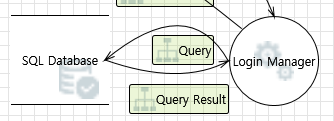 Query
SQL Database
Login Manager
Query Result